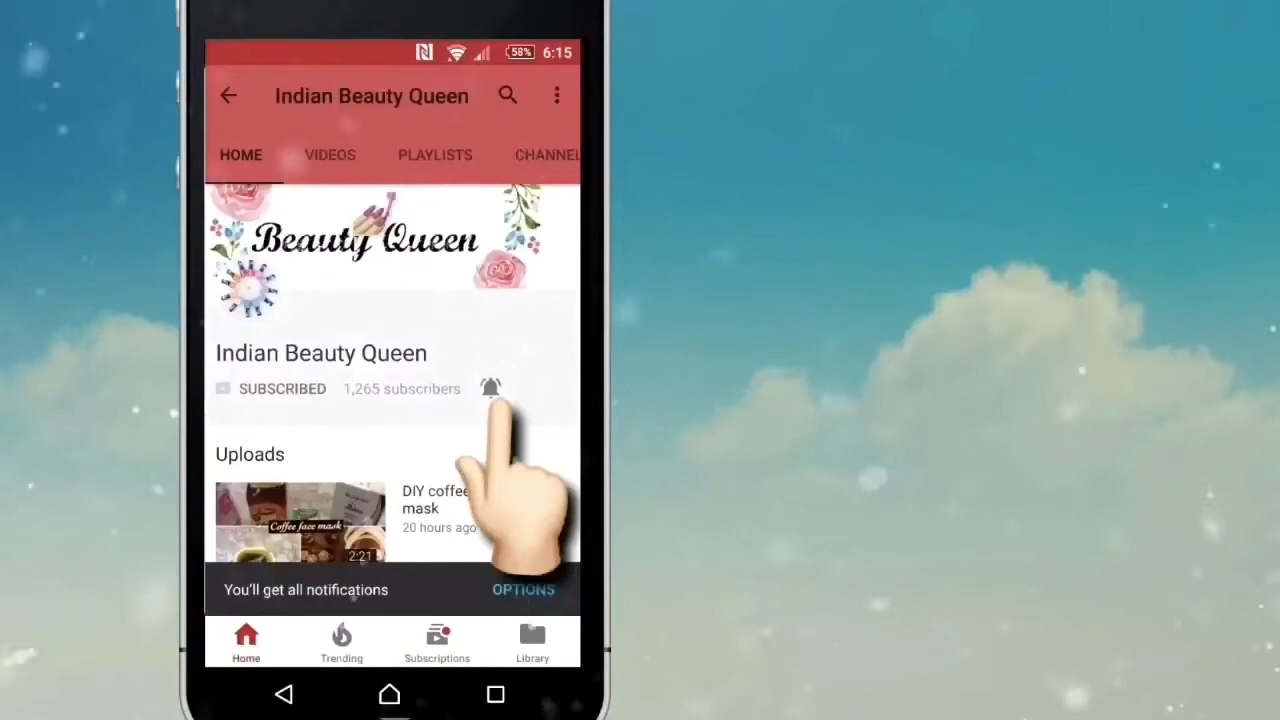 58% 6:15
Indian Beauty Queen
HOME VIDEOS PLAYLISTS CHANNEL
Beauty Queen
Indian Beauty Queen
SUBSCRIBED 1,265 subscribers
Uploads
DIY coffee
mask
20 hours ago
Coffee face mask
2:21
You'll get all notifications OPTIONS
Home Trending Subscriptions Library